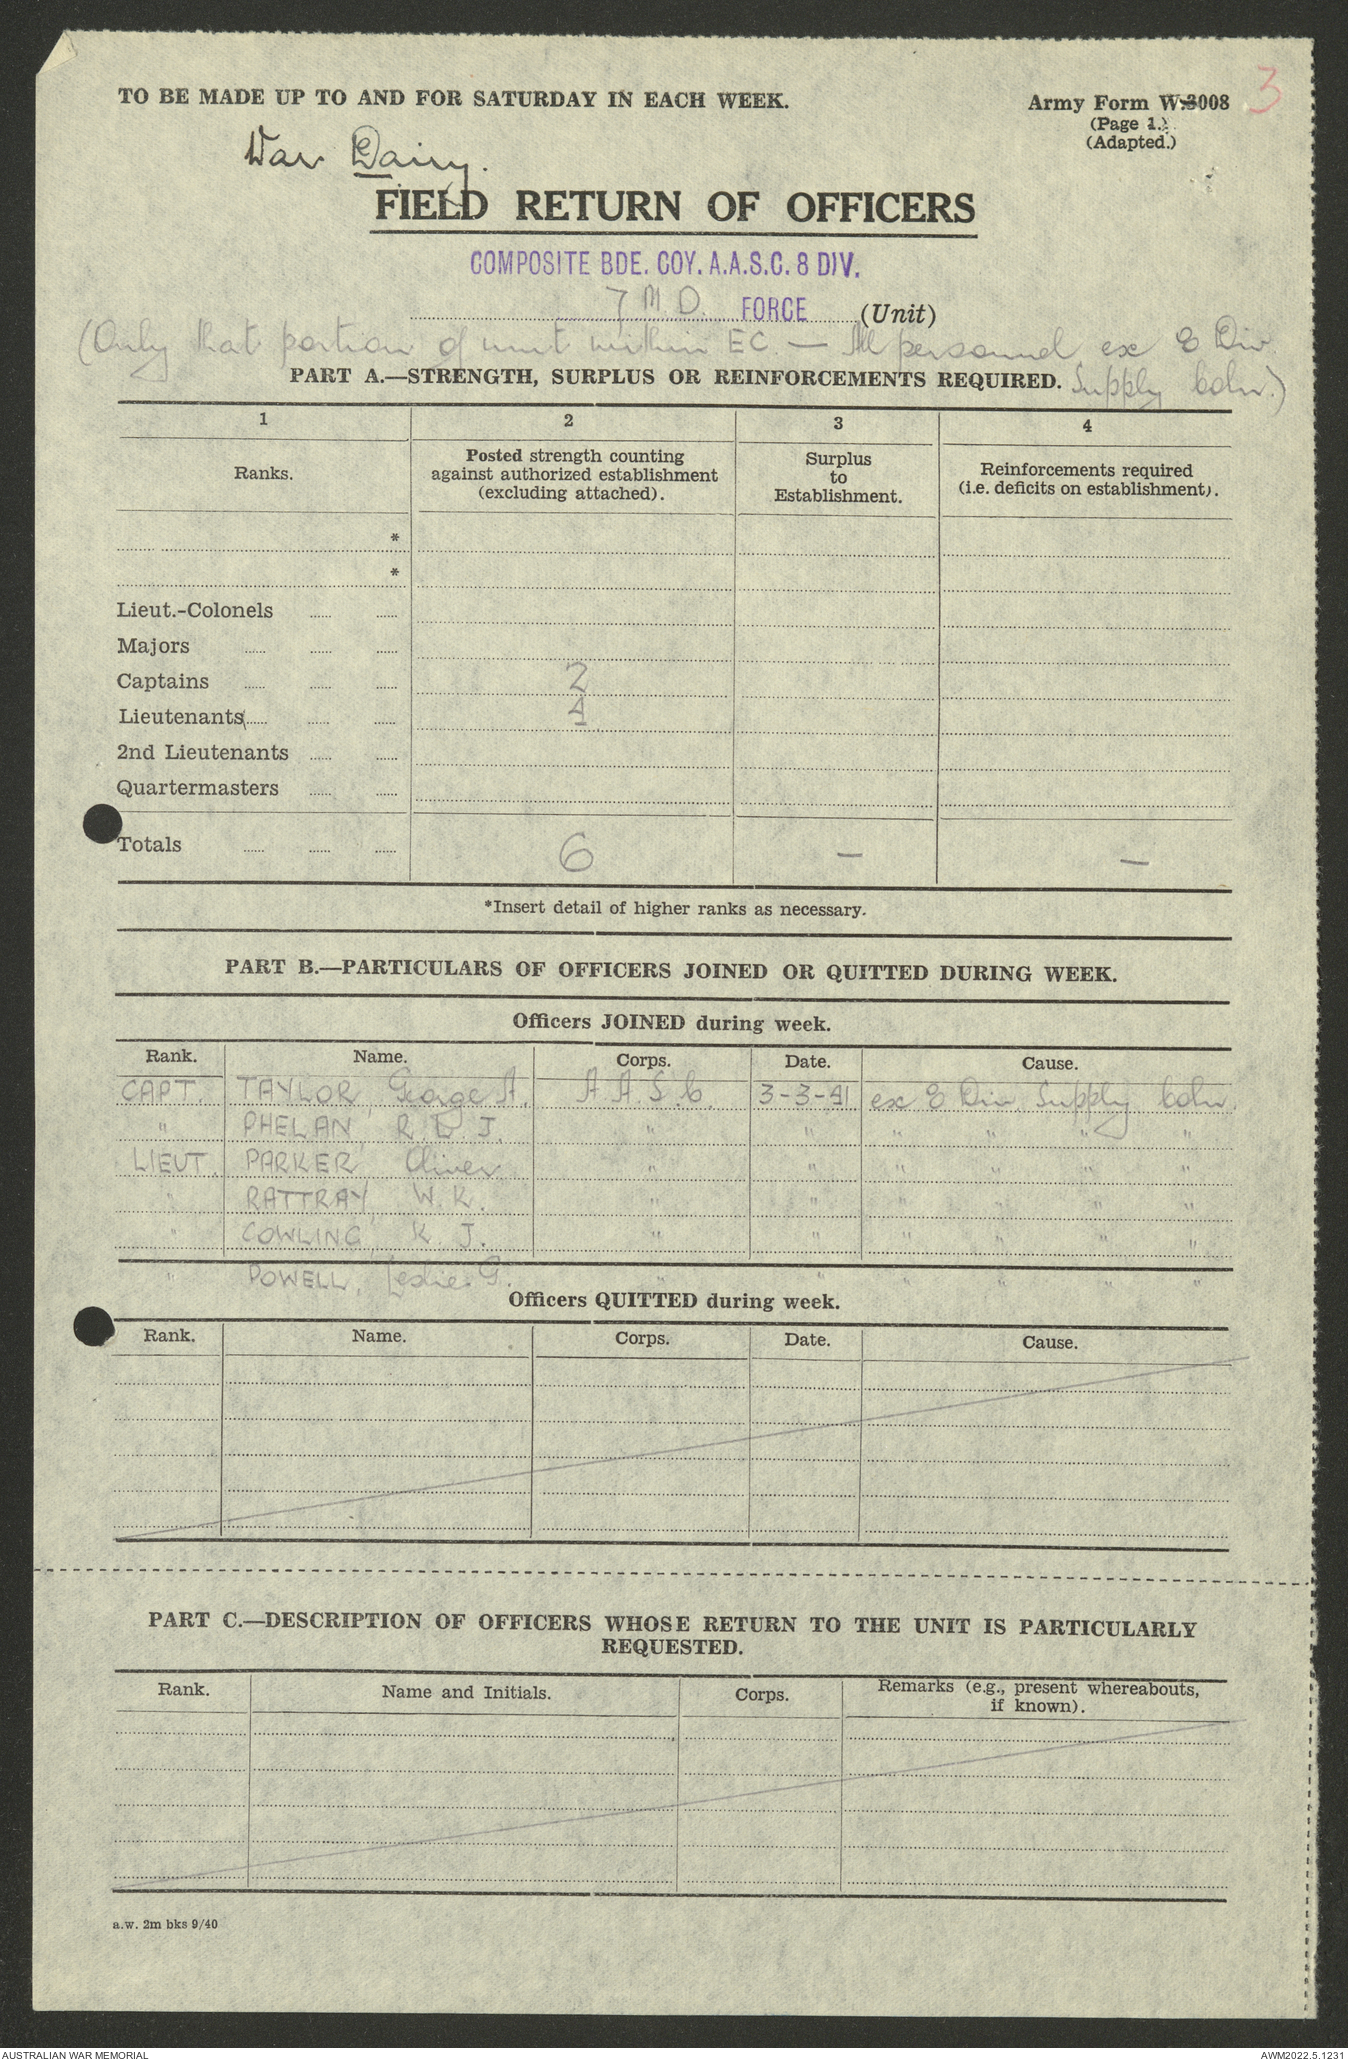 TO BE MADE UP TO AND FOR SATURDAY IN EACH WEEK.
Army Form W.3008
3
(Page 1.)
(Adapted.)
War Dairy.
FIELD RETURN OF OFFICERS
COMPOSITE BDE. COY. A.A.S.C. 8 DIV.
7 M D. FORCE (Unit)
(Only that portion of unit within EC. — All personnel ex 8 Div.
PART A.—STRENGTH, SURPLUS OR REINFORCEMENTS REQUIRED. Supply Coln.)
1 2 3 4
Ranks. Posted strength counting against authorized establishment (excluding attached). Surplus to Establishment. Reinforcements required (i.e. deficits on establishment).
*
*
Lieut.-Colonels
Majors
Captains 2
Lieutenants 4
2nd Lieutenants
Quartermasters
Totals 6 — —
*Insert detail of higher ranks as necessary.
PART B.—PARTICULARS OF OFFICERS JOINED OR QUITTED DURING WEEK.
Officers JOINED during week.
Rank. Name. Corps. Date. Cause.
CAPT. TAYLOR, George A. A.A.S.C. 3-3-41 ex 8 Div. Supply Coln.
" PHELAN, R. L. J. " " " " " "
LIEUT. PARKER, Oliver " " " " " "
" RATTRAY, W. K. " " " " " "
" COWLING, K. J. " " " " " "
" POWELL, Leslie G. " " " " " "
Officers QUITTED during week.
Rank. Name. Corps. Date. Cause.
PART C.—DESCRIPTION OF OFFICERS WHOSE RETURN TO THE UNIT IS PARTICULARLY
REQUESTED.
Rank. Name and Initials. Corps. Remarks (e.g., present whereabouts, if known).
a.w. 2m bks 9/40
AUSTRALIAN WAR MEMORIAL
AWM2022.5.1231